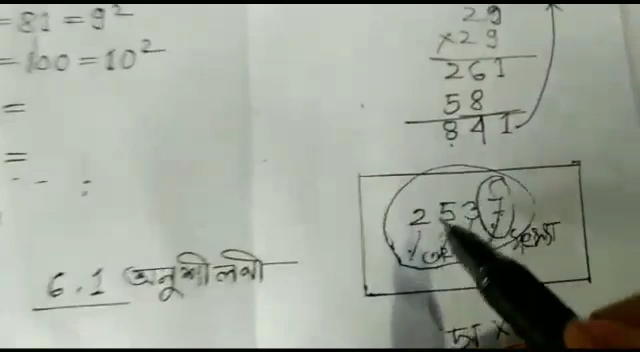 = 81 = 9²
= 100 = 10²
=
=
29
×29
261
58
841
2537
6.1 অনুশীলনী